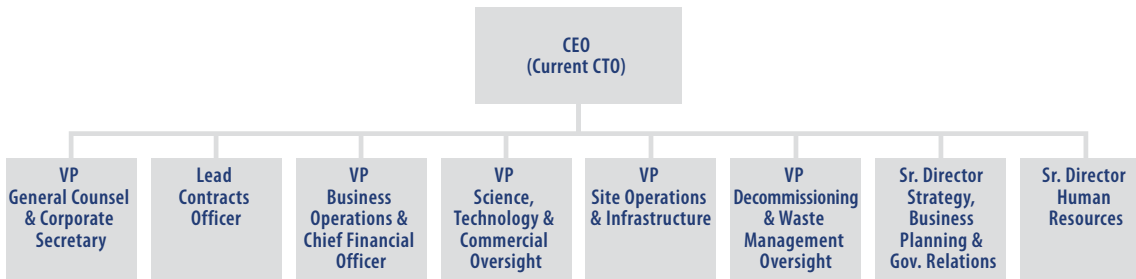 CEO
(Current CTO)
VP
General Counsel
& Corporate
Secretary
Lead
Contracts
Officer
VP
Business
Operations &
Chief Financial
Officer
VP
Science,
Technology &
Commercial
Oversight
VP
Site Operations
& Infrastructure
VP
Decommissioning
& Waste
Management
Oversight
Sr. Director
Strategy,
Business
Planning &
Gov. Relations
Sr. Director
Human
Resources